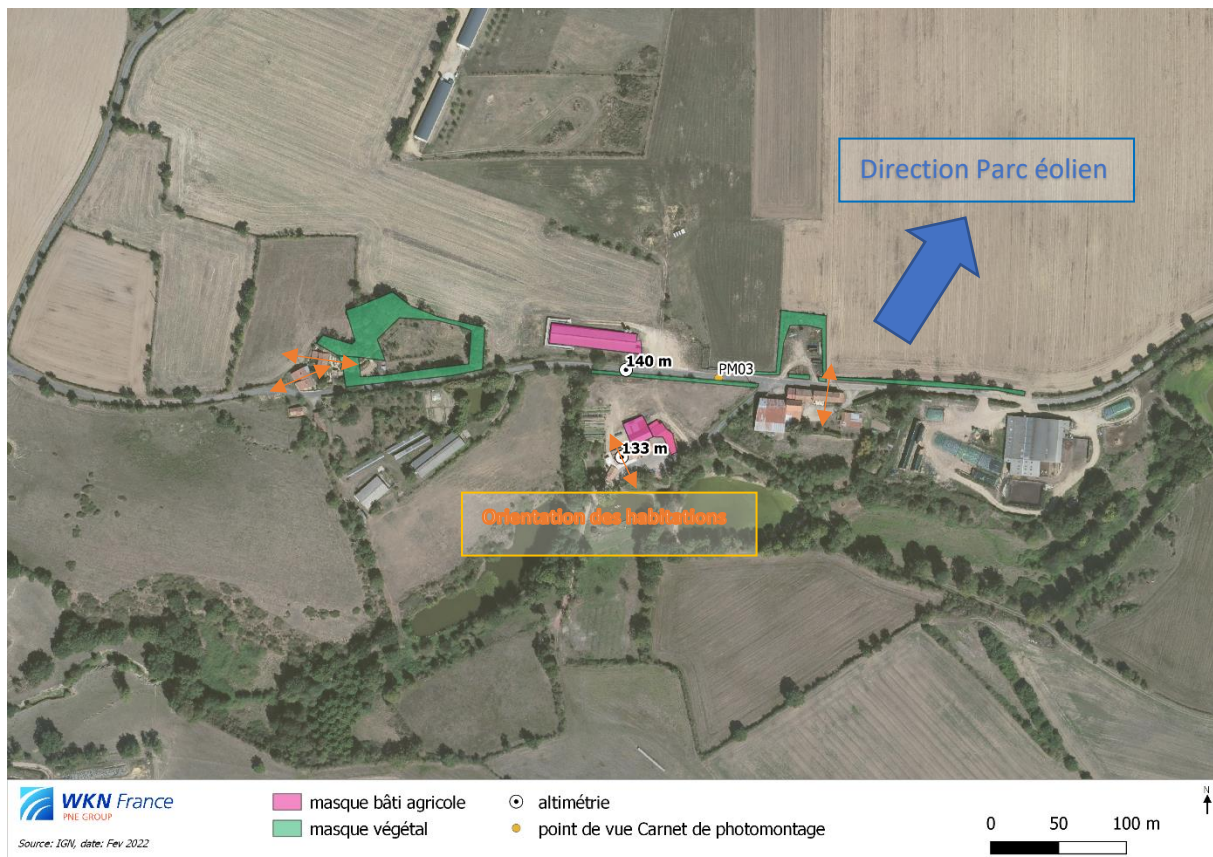 Direction Parc éolien
140 m
PM03
133 m
Orientation des habitations
WKN France
PNE GROUP
Source: IGN, date: Fev 2022
masque bâti agricole
masque végétal
altimétrie
point de vue Carnet de photomontage
N
0 50 100 m